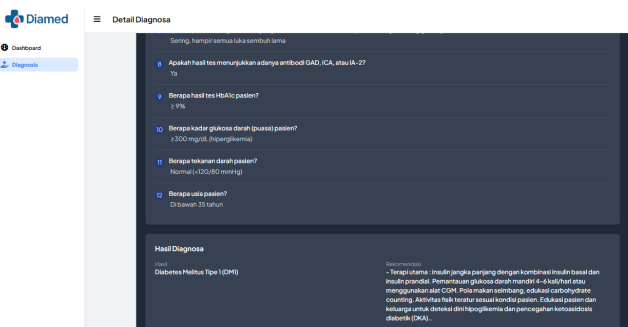 Diamed
Detail Diagnosa
Dashboard
Diagnosis
Sering, hampir semua luka sembuh lama
8 Apakah hasil tes menunjukkan adanya antibodi GAD, ICA, atau IA-2?
Ya
9 Berapa hasil tes HbA1c pasien?
≥ 9%
10 Berapa kadar glukosa darah (puasa) pasien?
≥300 mg/dL (hiperglikemia)
11 Berapa tekanan darah pasien?
Normal (<120/80 mmHg)
12 Berapa usia pasien?
Di bawah 35 tahun
Hasil Diagnosa
Hasil
Diabetes Melitus Tipe 1 (DM1)
Rekomendasi
- Terapi utama : insulin jangka panjang dengan kombinasi insulin basal dan
insulin prandial. Pemantauan glukosa darah mandiri 4-6 kali/hari atau
menggunakan alat CGM. Pola makan seimbang, edukasi carbohydrate
counting. Aktivitas fisik teratur sesuai kondisi pasien. Edukasi pasien dan
keluarga untuk deteksi dini hipoglikemia dan pencegahan ketoasidosis
diabetik (DKA)..